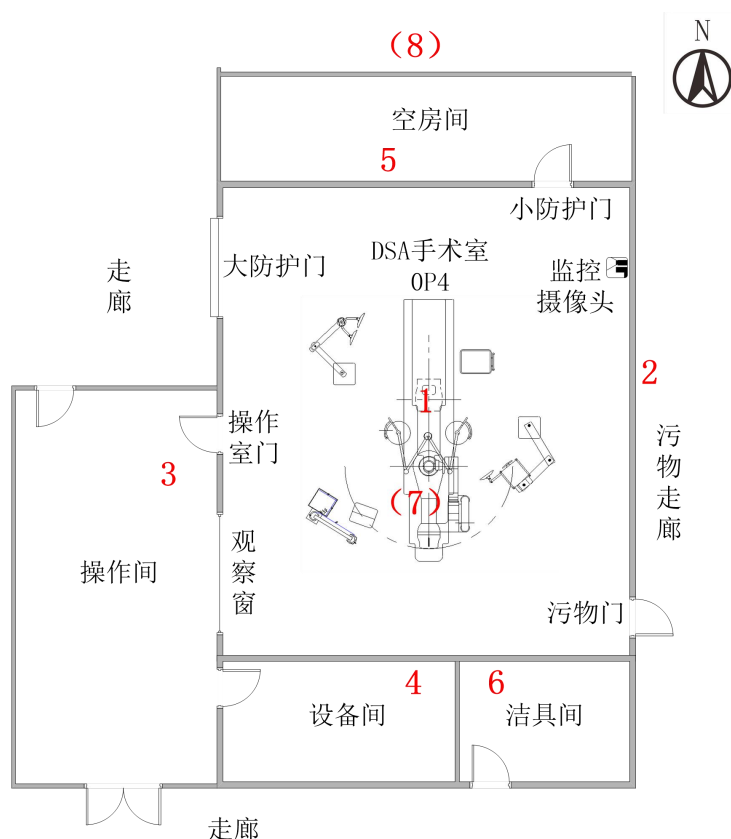 （8）
N
空房间
5
小防护门
大防护门
DSA手术室
OP4
监控
摄像头
走廊
1
2
操作
室门
3
（7）
污物走廊
观察窗
操作间
污物门
4
6
设备间
洁具间
走廊